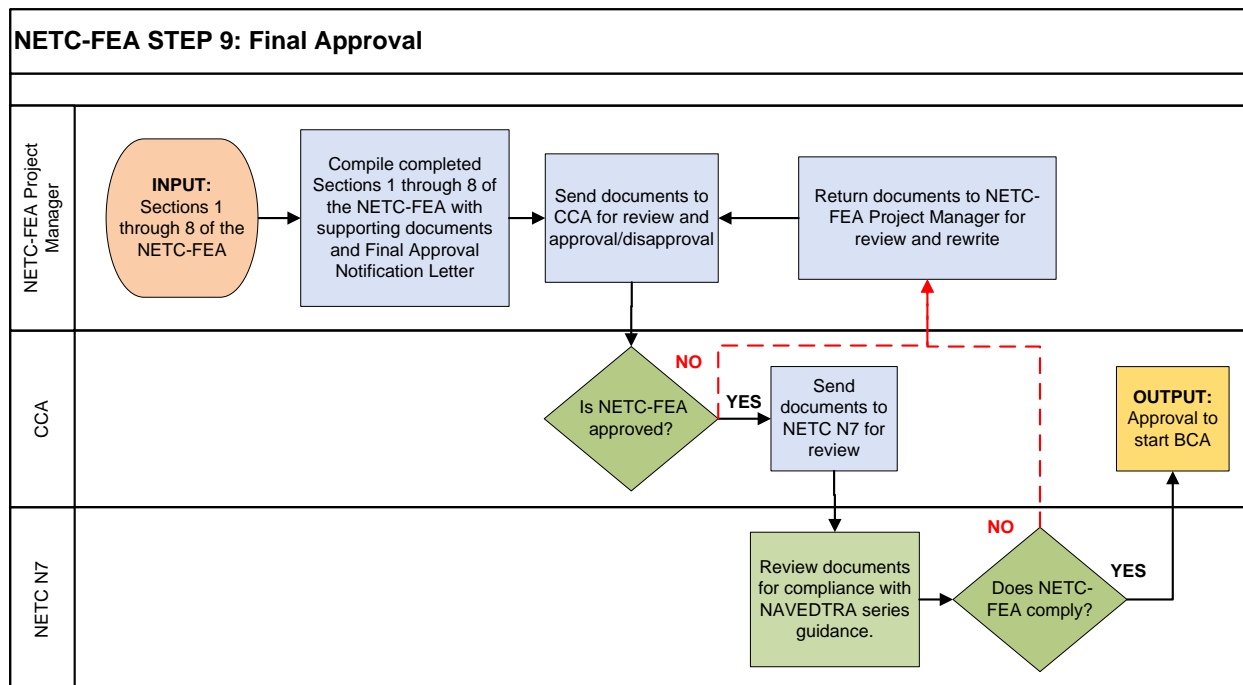 NETC-FEA STEP 9: Final Approval
NETC-FEA Project
Manager
INPUT:
Sections 1
through 8 of
the NETC-FEA
Compile completed
Sections 1 through 8 of
the NETC-FEA with
supporting documents
and Final Approval
Notification Letter
Send documents to
CCA for review and
approval/disapproval
Return documents to NETC-
FEA Project Manager for
review and rewrite
CCA
Is NETC-FEA
approved?
NO
YES
Send
documents to
NETC N7 for
review
OUTPUT:
Approval to
start BCA
NETC N7
Review documents
for compliance with
NAVEDTRA series
guidance.
NO
Does NETC-
FEA comply?
YES